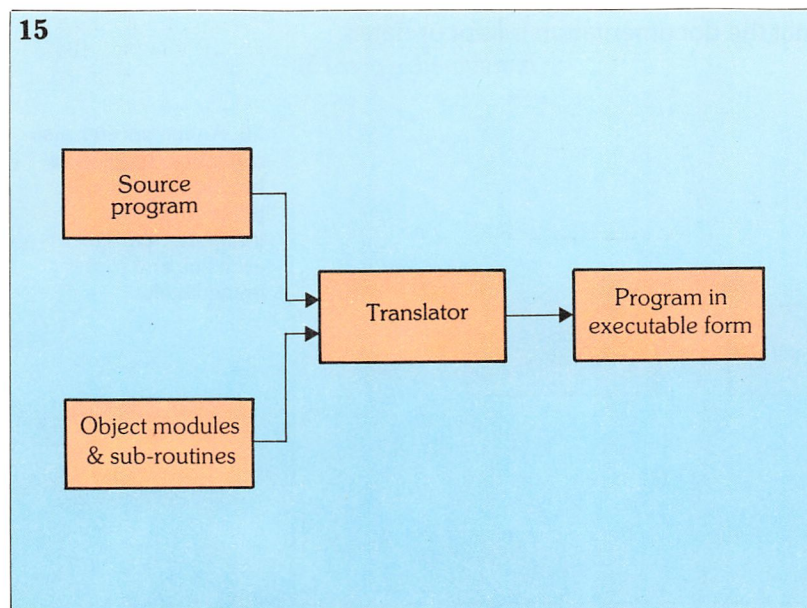 15
Source
program
Translator
Program in
executable form
Object modules
& sub-routines